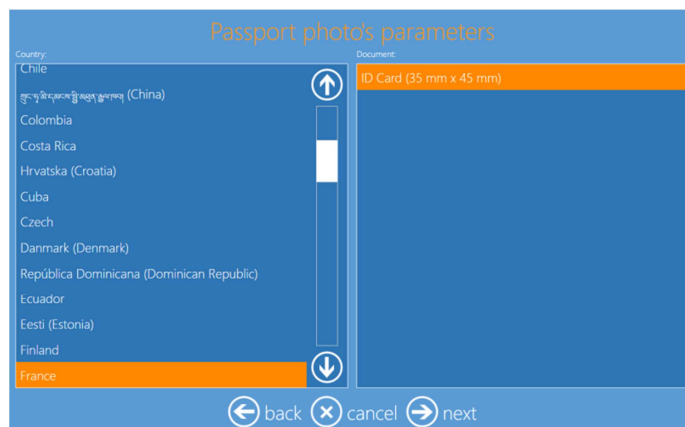 Passport photo's parameters
Country:
Document:
Chile
(China)
Colombia
Costa Rica
Hrvatska (Croatia)
Cuba
Czech
Danmark (Denmark)
República Dominicana (Dominican Republic)
Ecuador
Eesti (Estonia)
Finland
France
ID Card (35 mm x 45 mm)
back
cancel
next